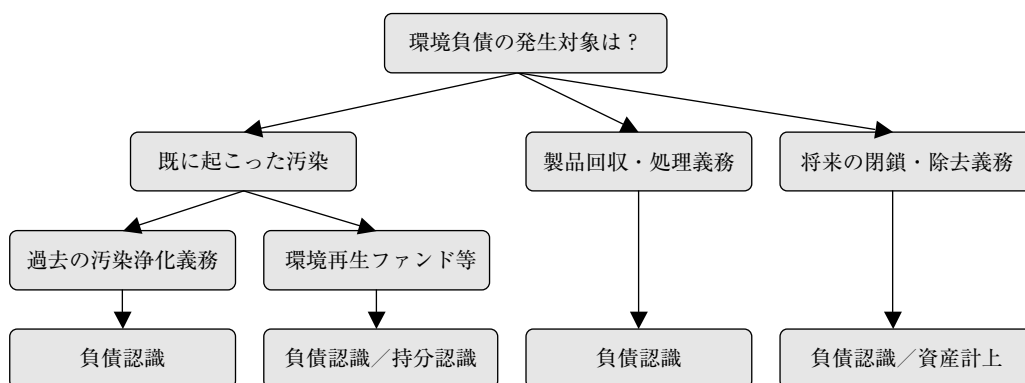 環境負債の発生対象は？
既に起こった汚染
製品回収・処理義務
将来の閉鎖・除去義務
過去の汚染浄化義務
環境再生ファンド等
負債認識
負債認識／持分認識
負債認識
負債認識／資産計上